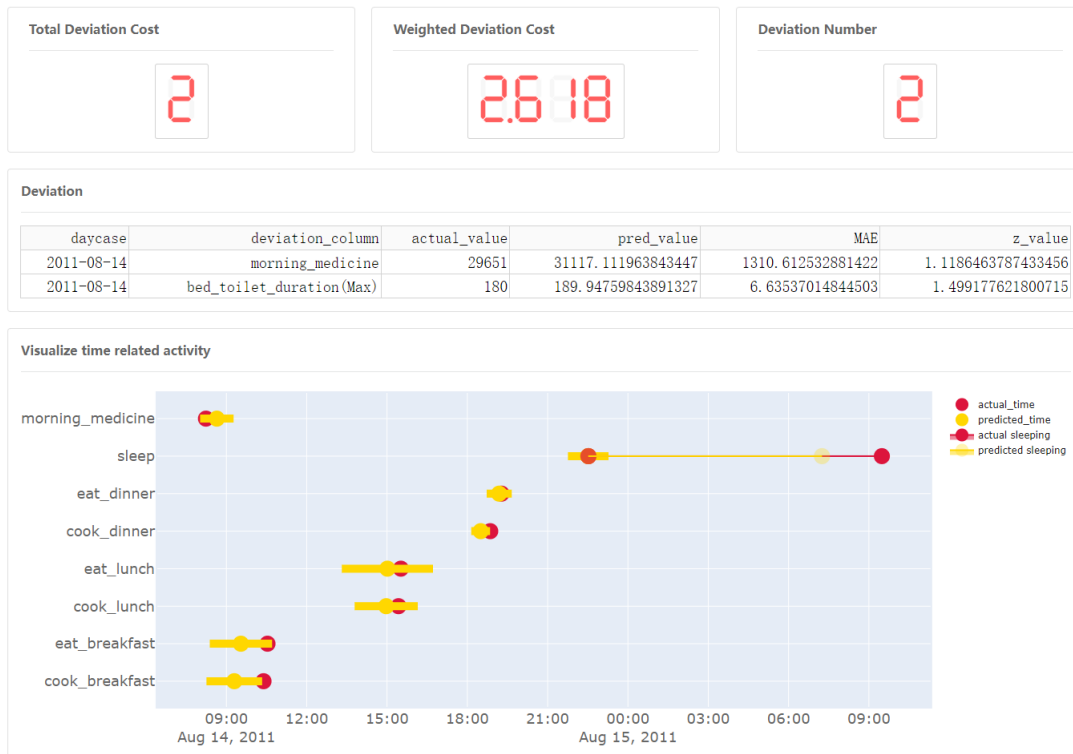 Total Deviation Cost
Weighted Deviation Cost
Deviation Number
2
2.618
2
Deviation
daycase deviation_column actual_value pred_value MAE z_value
2011-08-14 morning_medicine 29651 31117.111963843447 1310.612532881422 1.1186463787433456
2011-08-14 bed_toilet_duration(Max) 180 189.94759843891327 6.63537014844503 1.499177621800715
Visualize time related activity
morning_medicine
sleep
eat_dinner
cook_dinner
eat_lunch
cook_lunch
eat_breakfast
cook_breakfast
actual_time
predicted_time
actual sleeping
predicted sleeping
09:00 12:00 15:00 18:00 21:00 00:00 03:00 06:00 09:00
Aug 14, 2011 Aug 15, 2011